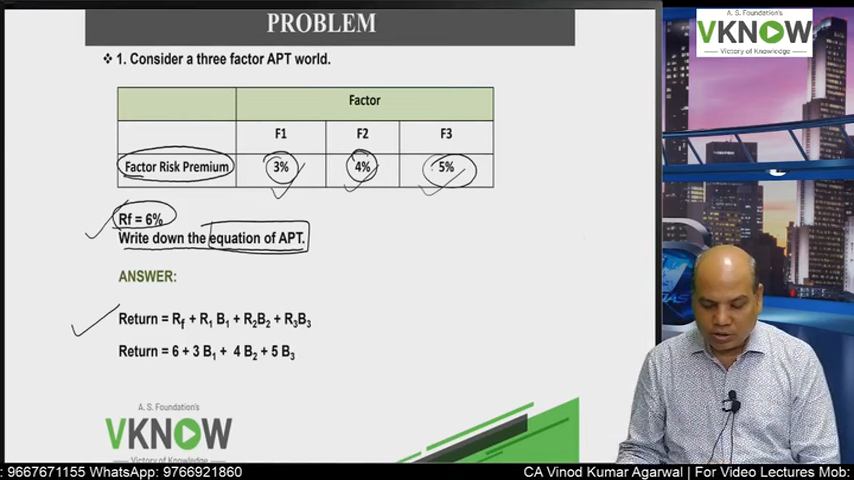 PROBLEM
A. S. Foundation's
VKNOW
Victory of Knowledge
❖ 1. Consider a three factor APT world.
Factor
F1 F2 F3
Factor Risk Premium 3% 4% 5%
Rf = 6%
Write down the equation of APT.
ANSWER:
Return = Rf + R1 B1 + R2B2 + R3B3
Return = 6 + 3 B1 + 4 B2 + 5 B3
A. S. Foundation's
VKNOW
Victory of Knowledge
: 9667671155 WhatsApp: 9766921860 CA Vinod Kumar Agarwal | For Video Lectures Mob: